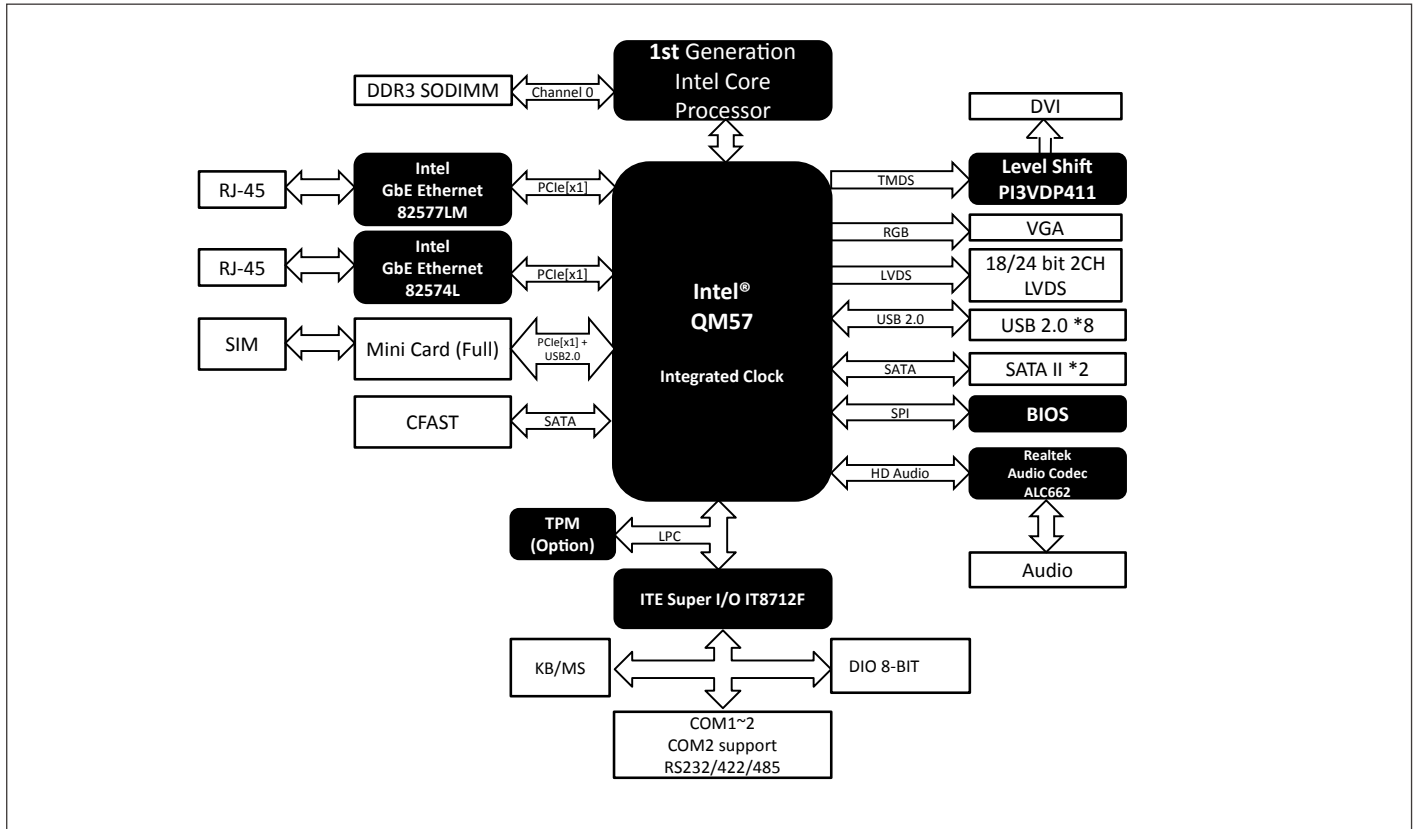 1st Generation
Intel Core
Processor
DDR3 SODIMM
Channel 0
DVI
RJ-45
Intel
GbE Ethernet
82577LM
PCIe[x1]
TMDS
Level Shift
PI3VDP411
RGB
VGA
RJ-45
Intel
GbE Ethernet
82574L
PCIe[x1]
Intel®
QM57
Integrated Clock
LVDS
18/24 bit 2CH
LVDS
USB 2.0
USB 2.0 *8
SIM
Mini Card (Full)
PCIe[x1] +
USB2.0
SATA
SATA II *2
CFAST
SATA
SPI
BIOS
HD Audio
Realtek
Audio Codec
ALC662
TPM
(Option)
LPC
Audio
ITE Super I/O IT8712F
KB/MS
DIO 8-BIT
COM1~2
COM2 support
RS232/422/485